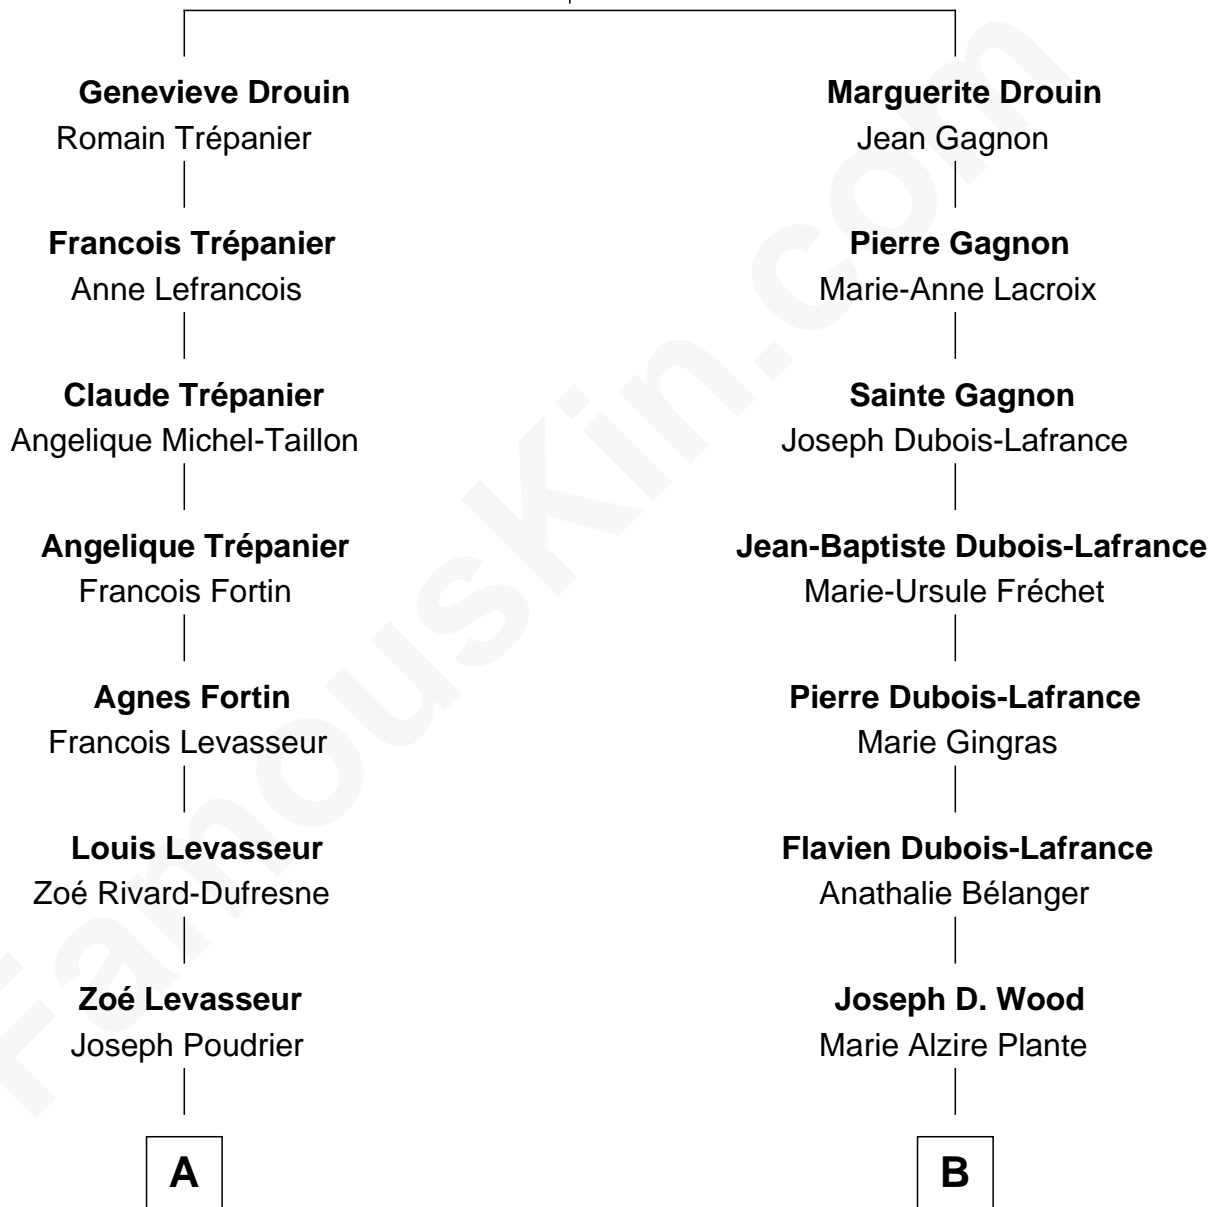 Genevieve Drouin
Romain Trépanier
Francois Trépanier
Anne Lefrancois
Claude Trépanier
Angelique Michel-Taillon
Angelique Trépanier
Francois Fortin
Agnes Fortin
Francois Levasseur
Louis Levasseur
Zoé Rivard-Dufresne
Zoé Levasseur
Joseph Poudrier
A
Marguerite Drouin
Jean Gagnon
Pierre Gagnon
Marie-Anne Lacroix
Sainte Gagnon
Joseph Dubois-Lafrance
Jean-Baptiste Dubois-Lafrance
Marie-Ursule Fréchet
Pierre Dubois-Lafrance
Marie Gingras
Flavien Dubois-Lafrance
Anathalie Bélanger
Joseph D. Wood
Marie Alzire Plante
B
FamousKin.com